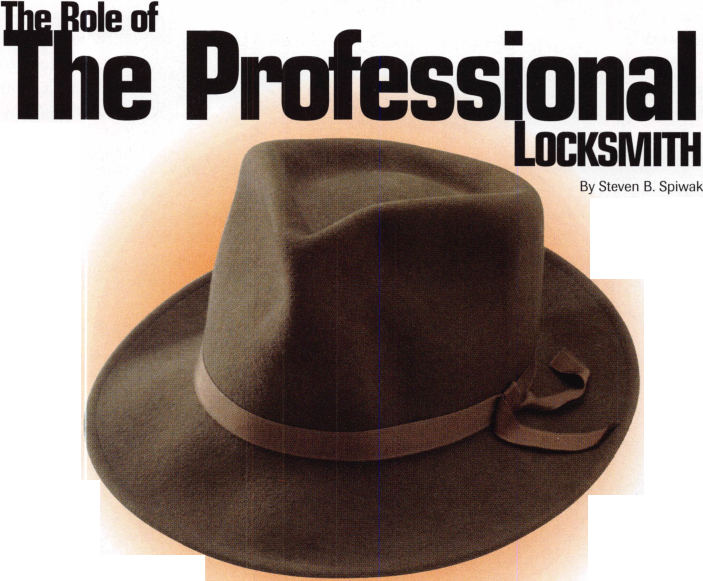 The Role of
The Professional
LOCKSMITH
By Steven B. Spiwak